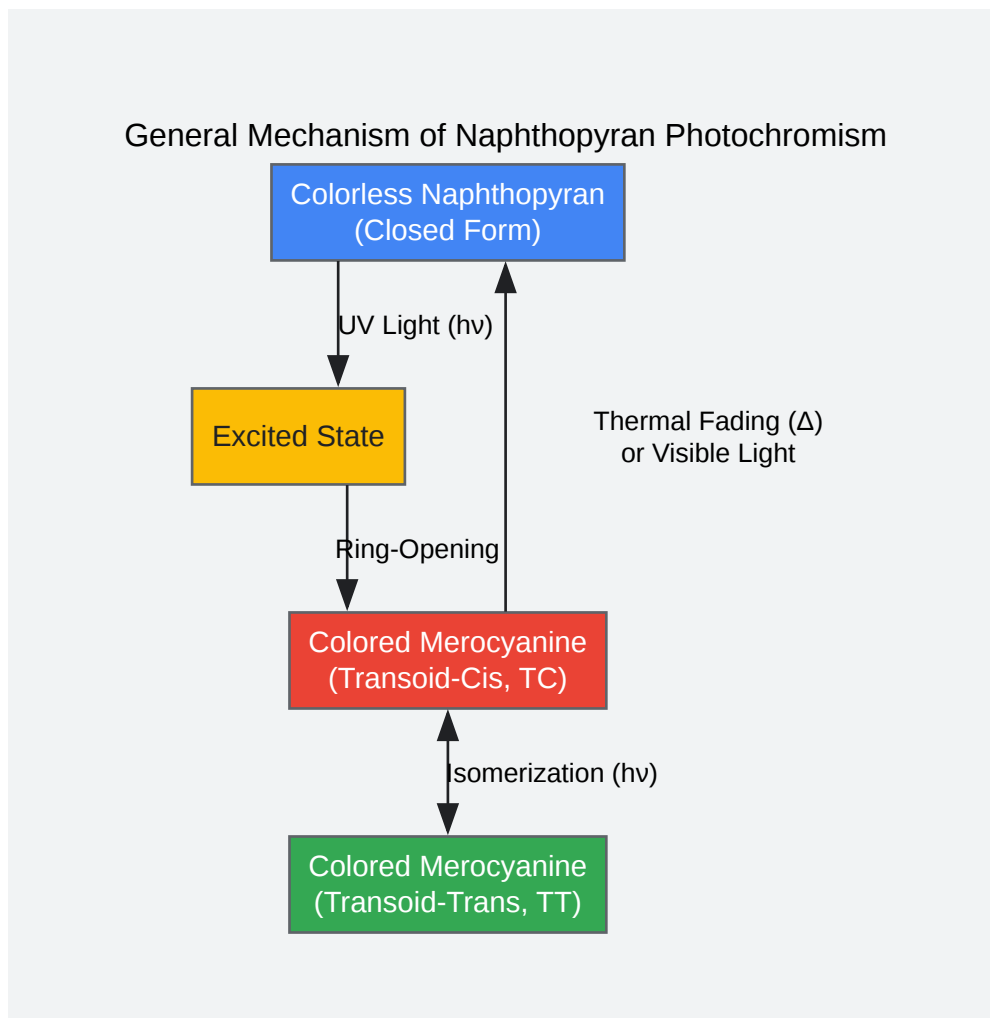 General Mechanism of Naphthopyran Photochromism
Colorless Naphthopyran
(Closed Form)
UV Light (hν)
Excited State
Thermal Fading (Δ)
or Visible Light
Ring-Opening
Colored Merocyanine
(Transoid-Cis, TC)
Isomerization (hν)
Colored Merocyanine
(Transoid-Trans, TT)